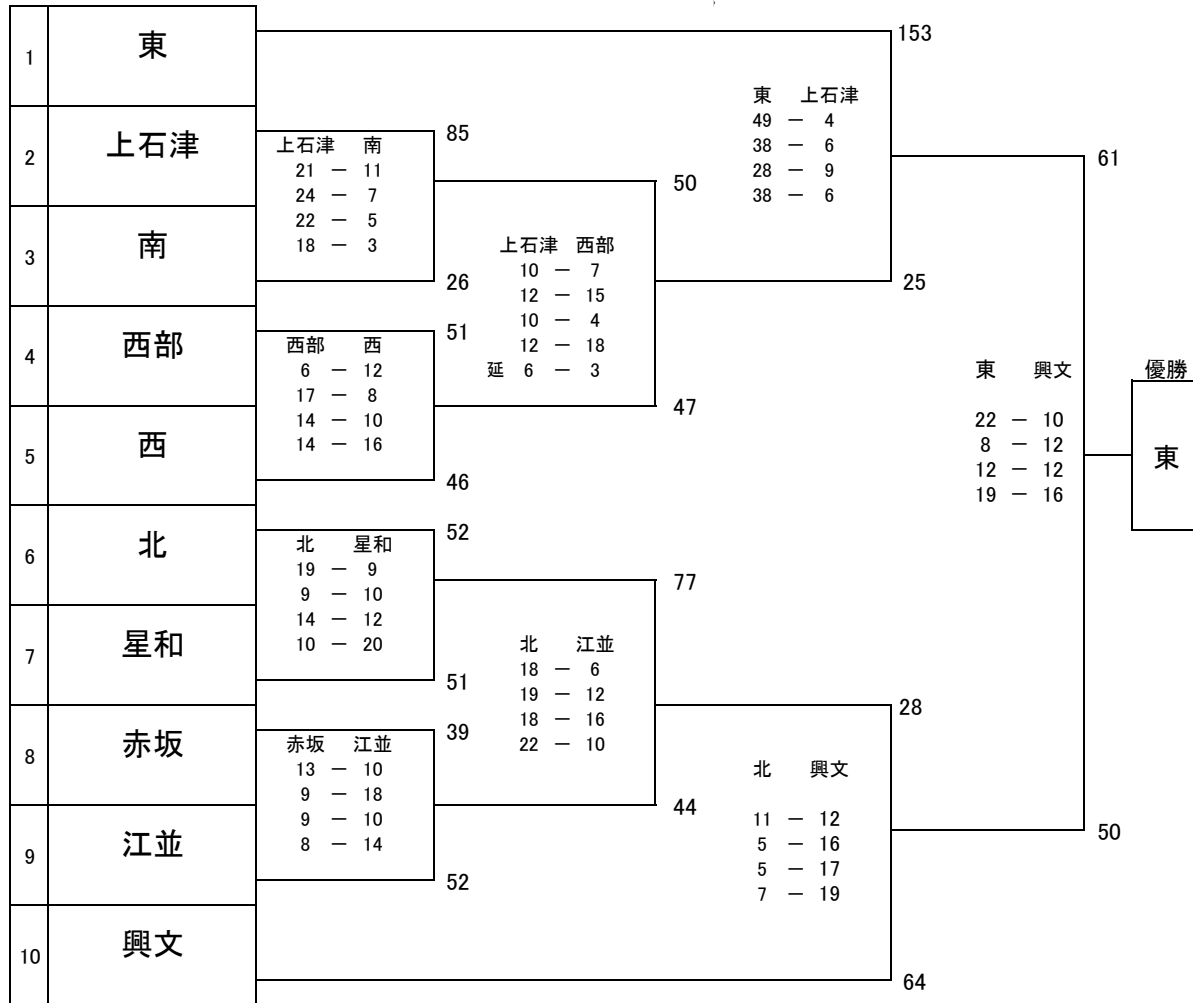 1 東
2 上石津
3 南
4 西部
5 西
6 北
7 星和
8 赤坂
9 江並
10 興文
上石津 南
21 － 11
24 － 7
22 － 5
18 － 3
85
26
西部 西
6 － 12
17 － 8
14 － 10
14 － 16
51
46
北 星和
19 － 9
9 － 10
14 － 12
10 － 20
52
51
赤坂 江並
13 － 10
9 － 18
9 － 10
8 － 14
39
52
上石津 西部
10 － 7
12 － 15
10 － 4
12 － 18
延 6 － 3
50
47
北 江並
18 － 6
19 － 12
18 － 16
22 － 10
77
44
東 上石津
49 － 4
38 － 6
28 － 9
38 － 6
153
25
北 興文
11 － 12
5 － 16
5 － 17
7 － 19
28
64
東 興文
22 － 10
8 － 12
12 － 12
19 － 16
61
50
優勝
東